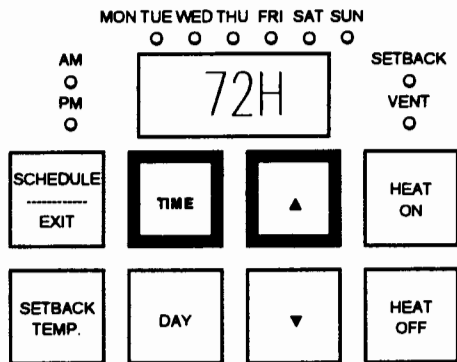 MON TUE WED THU FRI SAT SUN
AM
PM
72H
SETBACK
VENT
SCHEDULE
EXIT
TIME
▲
HEAT
ON
SETBACK
TEMP.
DAY
▼
HEAT
OFF